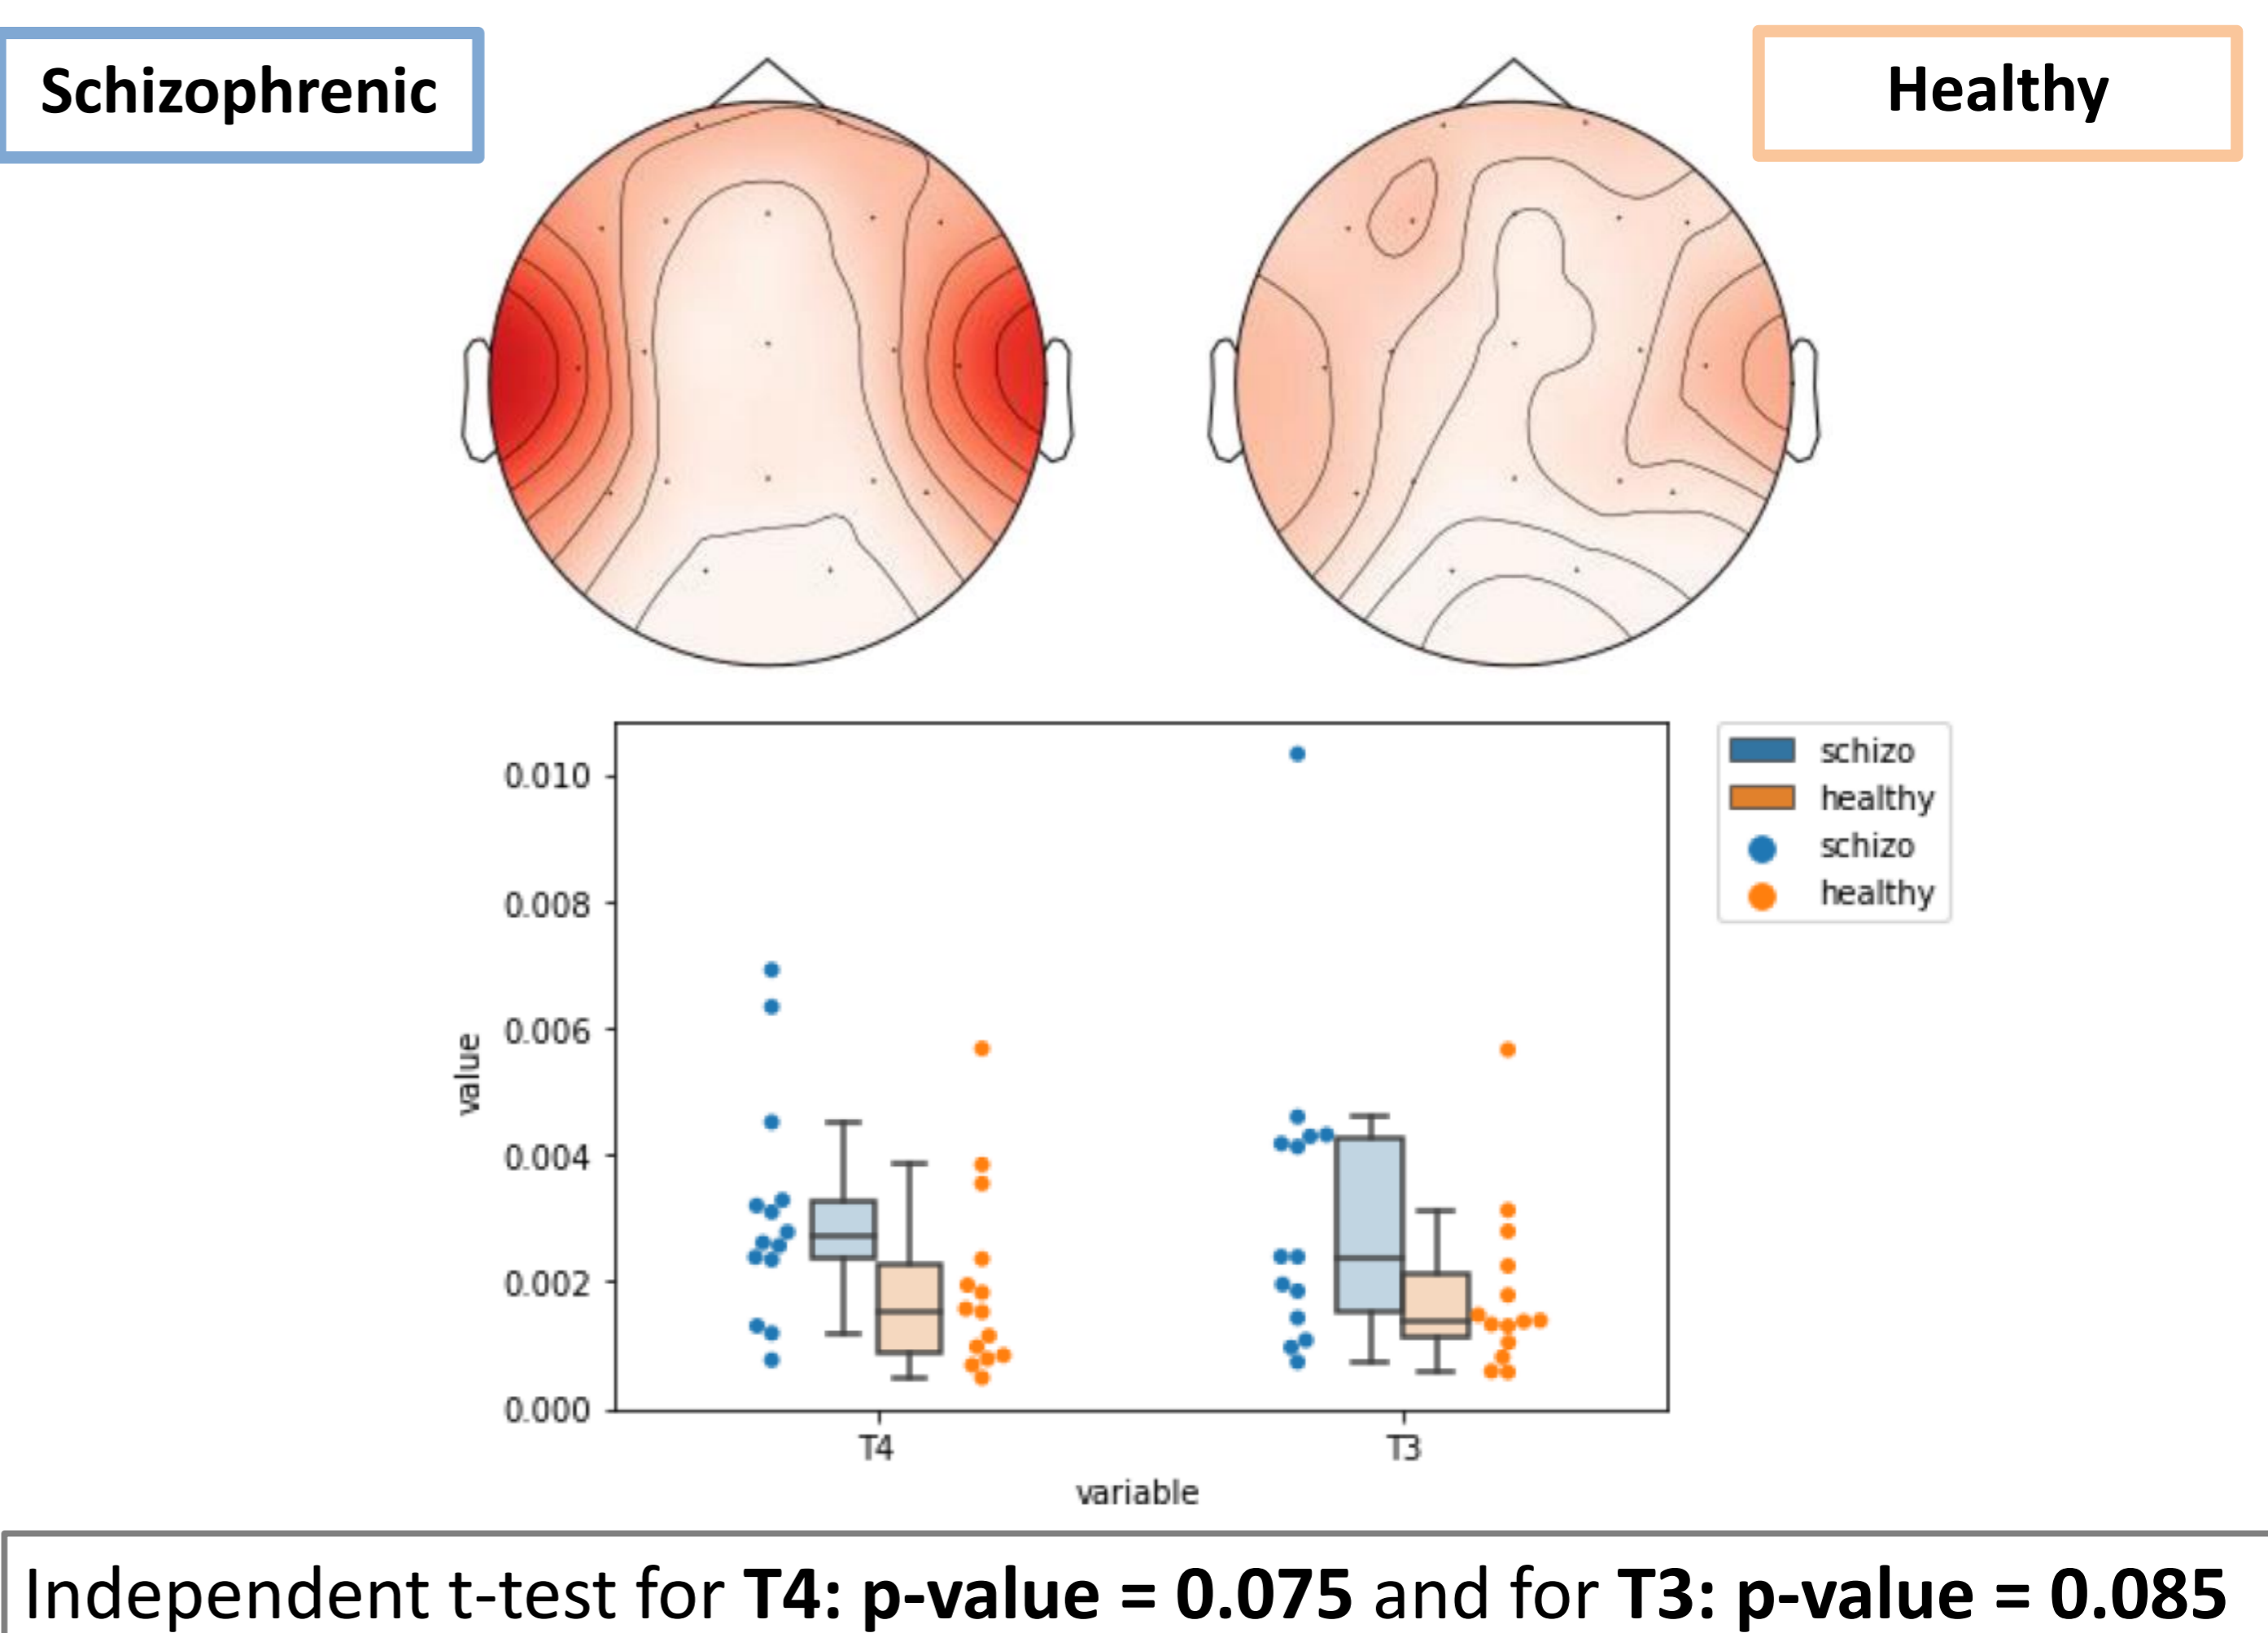 Schizophrenic
Healthy
0.010
0.008
0.006
0.004
0.002
0.000
value
T4
T3
variable
schizo
healthy
schizo
healthy
Independent t-test for T4: p-value = 0.075 and for T3: p-value = 0.085